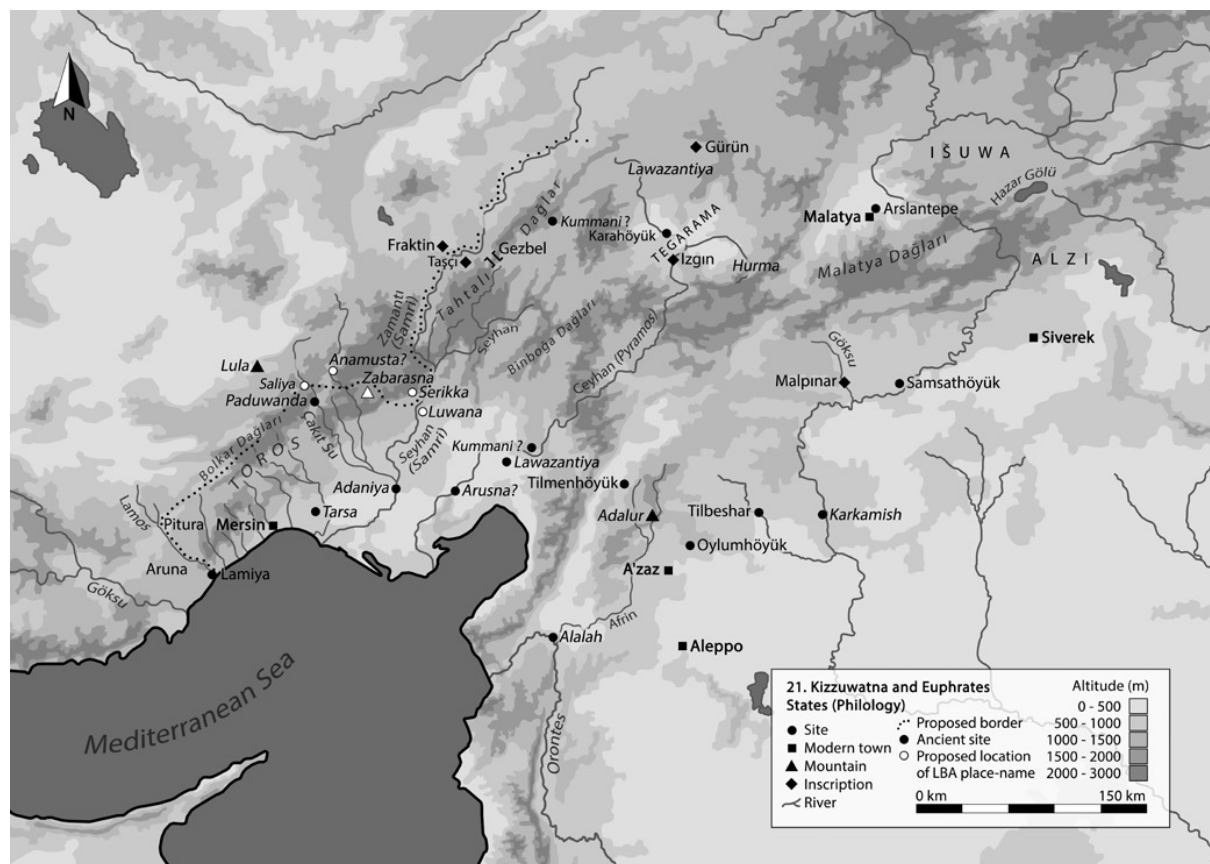 N
Gürün
Lawazantiya
IŠUWA
Hazar Gölü
Arslantepe
Malatya
Kummani ?
Karahöyük
TEGARAMA
Izgın
Hurma
Malatya Dağları
ALZI
Fraktin
Taşçı
Gezbel
Tahtalı Dağlar
Zamantı
(Samri)
Seyhan
Binboğa Dağları
Ceyhan (Pyramos)
Göksu
Siverek
Malpınar
Samsathöyük
Lula
Anamusta?
Zabarasna
Saliya
Paduwanda
Serikka
Luwana
Bolkar Dağları
TOROS
Çakıt Su
Seyhan
(Samri)
Kummani ?
Lawazantiya
Tilmenhöyük
Adaniya
Arusna?
Adalur
Tilbeshar
Karkamish
Lamos
Pitura
Mersin
Tarsa
Oylumhöyük
A'zaz
Aruna
Lamiya
Göksu
Afrin
Alalah
Aleppo
Orontes
Mediterranean Sea
21. Kizzuwatna and Euphrates
States (Philology)
Site
Modern town
Mountain
Inscription
River
Proposed border
Ancient site
Proposed location
of LBA place-name
Altitude (m)
0 - 500
500 - 1000
1000 - 1500
1500 - 2000
2000 - 3000
0 km
150 km